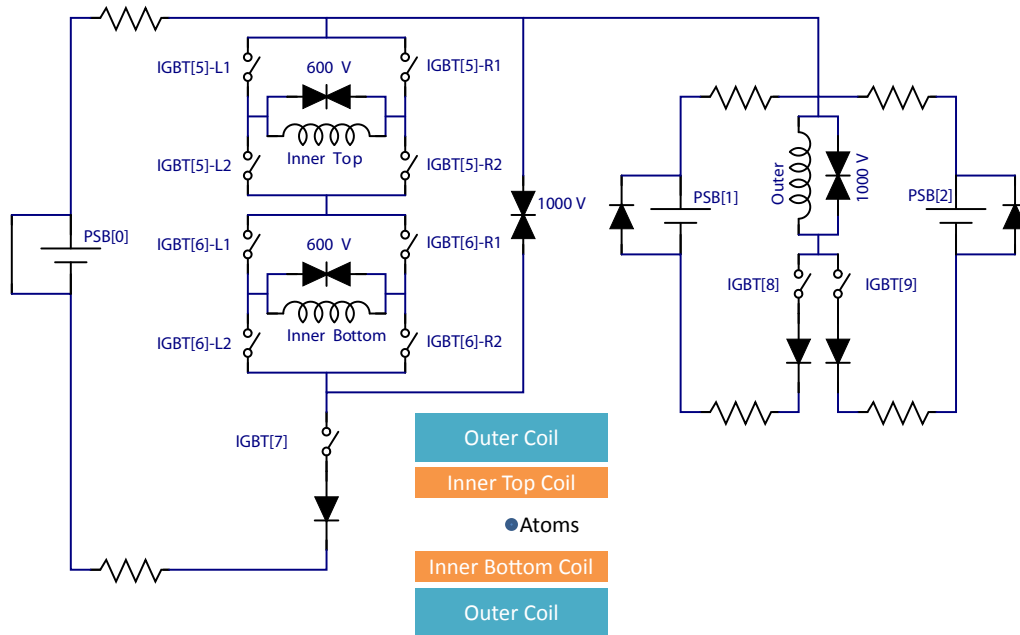 IGBT[5]-L1
600 V
IGBT[5]-R1
Inner Top
IGBT[5]-L2
IGBT[5]-R2
PSB[0]
IGBT[6]-L1
600 V
IGBT[6]-R1
Inner Bottom
IGBT[6]-L2
IGBT[6]-R2
1000 V
IGBT[7]
PSB[1]
Outer
1000 V
PSB[2]
IGBT[8]
IGBT[9]
Outer Coil
Inner Top Coil
Atoms
Inner Bottom Coil
Outer Coil